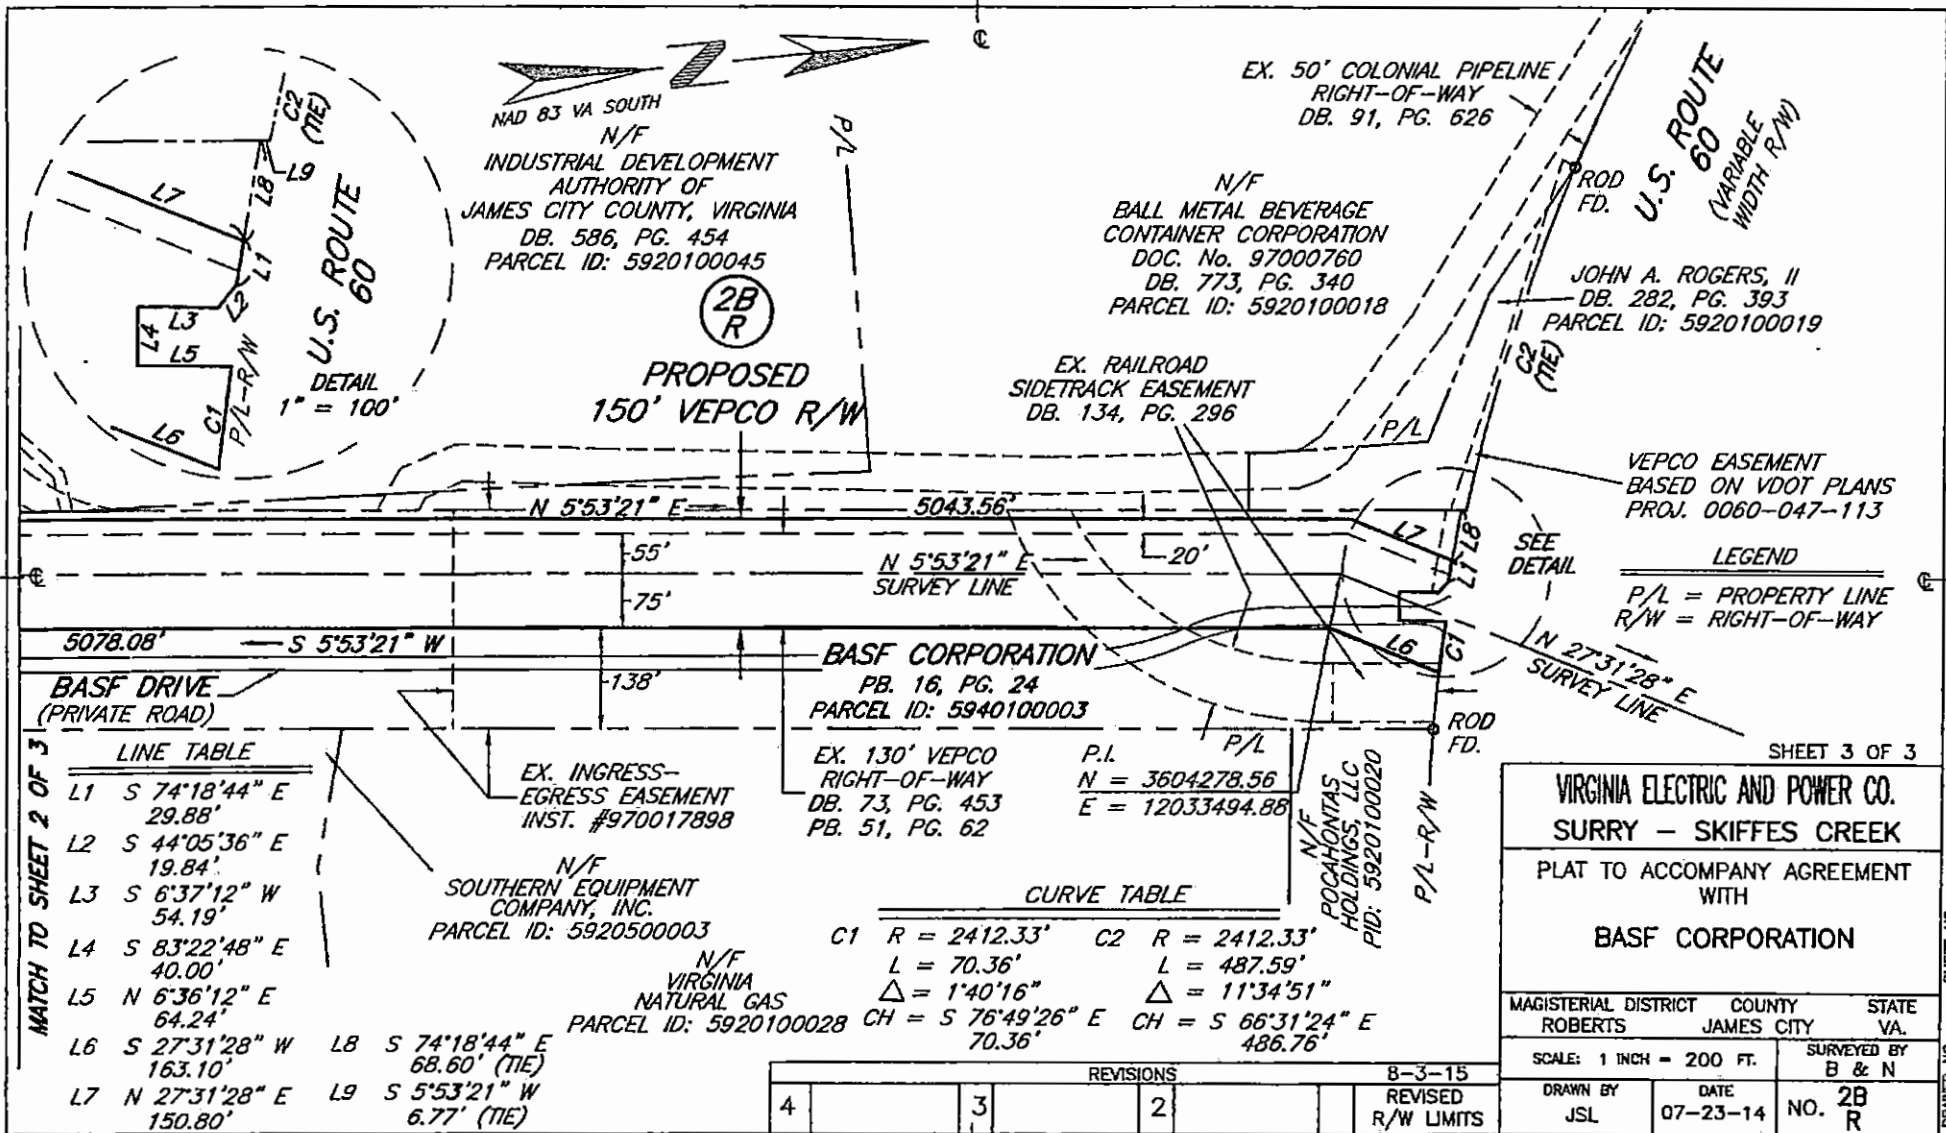 NAD 83 VA SOUTH
N/F
INDUSTRIAL DEVELOPMENT
AUTHORITY OF
JAMES CITY COUNTY, VIRGINIA
DB. 586, PG. 454
PARCEL ID: 5920100045
2B
R
PROPOSED
150' VEPCO R/W
P/L
C2
(TIE)
L9
L8
L7
L1
L2
L3
L4
L5
L6
C1
P/L-R/W
U.S. ROUTE
60
DETAIL
1" = 100'
EX. 50' COLONIAL PIPELINE
RIGHT-OF-WAY
DB. 91, PG. 626
N/F
BALL METAL BEVERAGE
CONTAINER CORPORATION
DOC. No. 97000760
DB. 773, PG. 340
PARCEL ID: 5920100018
U.S. ROUTE
60
(VARIABLE
WIDTH R/W)
ROD
FD.
JOHN A. ROGERS, II
DB. 282, PG. 393
PARCEL ID: 5920100019
C2
(TIE)
EX. RAILROAD
SIDETRACK EASEMENT
DB. 134, PG. 296
P/L
VEPCO EASEMENT
BASED ON VDOT PLANS
PROJ. 0060-047-113
SEE
DETAIL
LEGEND
P/L = PROPERTY LINE
R/W = RIGHT-OF-WAY
N 5°53'21" E
5043.56'
L7
L8
L1
55'
N 5°53'21" E
SURVEY LINE
20'
75'
5078.08'
S 5°53'21" W
L6
C1
N 27°31'28" E
SURVEY LINE
BASF DRIVE
(PRIVATE ROAD)
138'
BASF CORPORATION
PB. 16, PG. 24
PARCEL ID: 5940100003
ROD
FD.
P/L
MATCH TO SHEET 2 OF 3
LINE TABLE
L1 S 74°18'44" E
29.88'
L2 S 44°05'36" E
19.84'
L3 S 6°37'12" W
54.19'
L4 S 83°22'48" E
40.00'
L5 N 6°36'12" E
64.24'
L6 S 27°31'28" W
163.10'
L7 N 27°31'28" E
150.80'
L8 S 74°18'44" E
68.60' (TIE)
L9 S 5°53'21" W
6.77' (TIE)
EX. INGRESS-
EGRESS EASEMENT
INST. #970017898
EX. 130' VEPCO
RIGHT-OF-WAY
DB. 73, PG. 453
PB. 51, PG. 62
P.I.
N = 3604278.56
E = 12033494.88
N/F
POCAHONTAS
HOLDINGS, LLC
PID: 5920100020
P/L-R/W
N/F
SOUTHERN EQUIPMENT
COMPANY, INC.
PARCEL ID: 5920500003
N/F
VIRGINIA
NATURAL GAS
PARCEL ID: 5920100028
CURVE TABLE
C1 R = 2412.33'
L = 70.36'
△ = 1°40'16"
CH = S 76°49'26" E
70.36'
C2 R = 2412.33'
L = 487.59'
△ = 11°34'51"
CH = S 66°31'24" E
486.76'
SHEET 3 OF 3
VIRGINIA ELECTRIC AND POWER CO.
SURRY - SKIFFES CREEK
PLAT TO ACCOMPANY AGREEMENT
WITH
BASF CORPORATION
MAGISTERIAL DISTRICT COUNTY STATE
ROBERTS JAMES CITY VA.
SCALE: 1 INCH = 200 FT.
SURVEYED BY
B & N
DRAWN BY
JSL
DATE
07-23-14
NO. 2B
R
REVISIONS
4
3
2
8-3-15
REVISED
R/W LIMITS